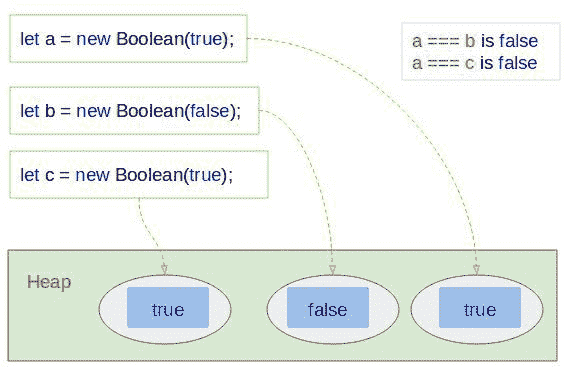 let a = new Boolean(true);
a === b is false
a === c is false
let b = new Boolean(false);
let c = new Boolean(true);
Heap
true
false
true